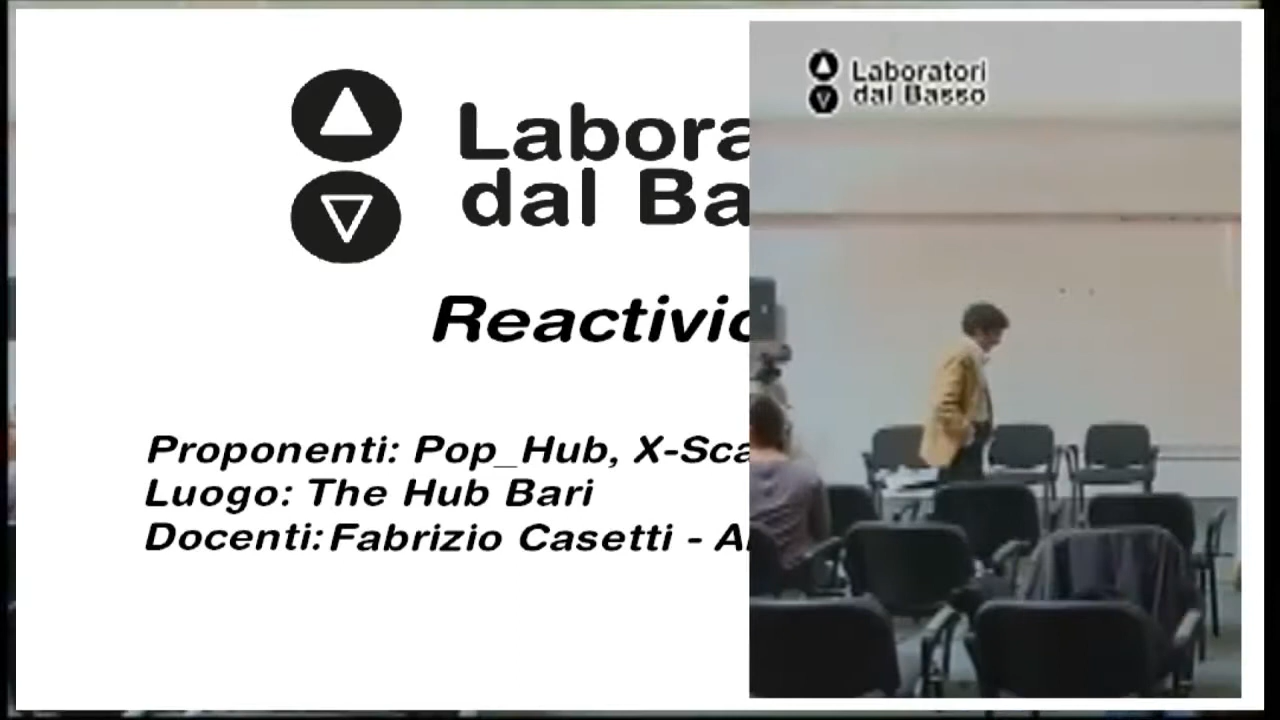 Labora
dal Ba
Reactivic
Proponenti: Pop_Hub, X-Sca
Luogo: The Hub Bari
Docenti: Fabrizio Casetti - A
Laboratori
dal Basso